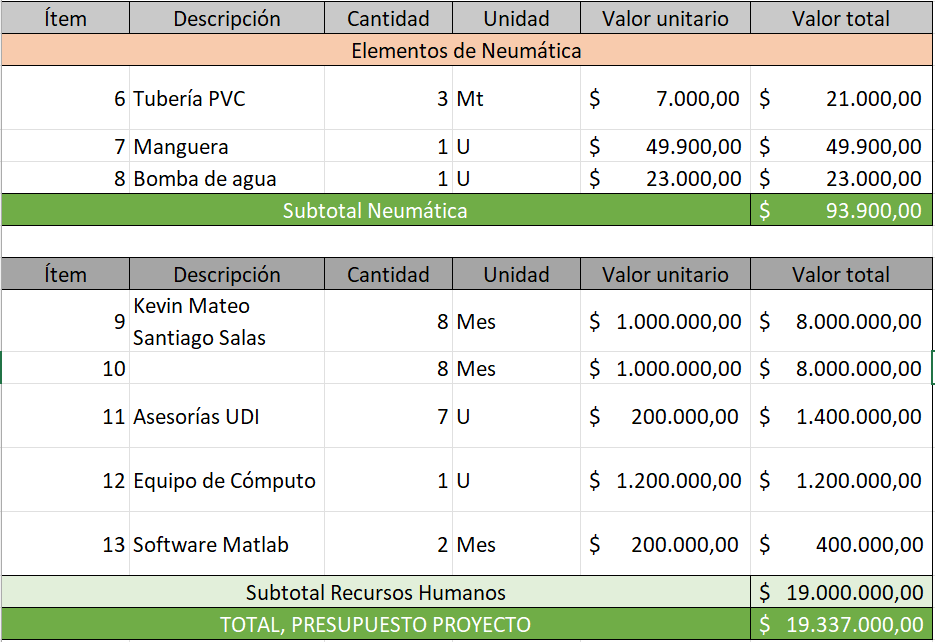 Ítem Descripción Cantidad Unidad Valor unitario Valor total
Elementos de Neumática
6 Tubería PVC 3 Mt $ 7.000,00 $ 21.000,00
7 Manguera 1 U $ 49.900,00 $ 49.900,00
8 Bomba de agua 1 U $ 23.000,00 $ 23.000,00
Subtotal Neumática $ 93.900,00
Ítem Descripción Cantidad Unidad Valor unitario Valor total
9 Kevin Mateo
Santiago Salas 8 Mes $ 1.000.000,00 $ 8.000.000,00
10 8 Mes $ 1.000.000,00 $ 8.000.000,00
11 Asesorías UDI 7 U $ 200.000,00 $ 1.400.000,00
12 Equipo de Cómputo 1 U $ 1.200.000,00 $ 1.200.000,00
13 Software Matlab 2 Mes $ 200.000,00 $ 400.000,00
Subtotal Recursos Humanos $ 19.000.000,00
TOTAL, PRESUPUESTO PROYECTO $ 19.337.000,00